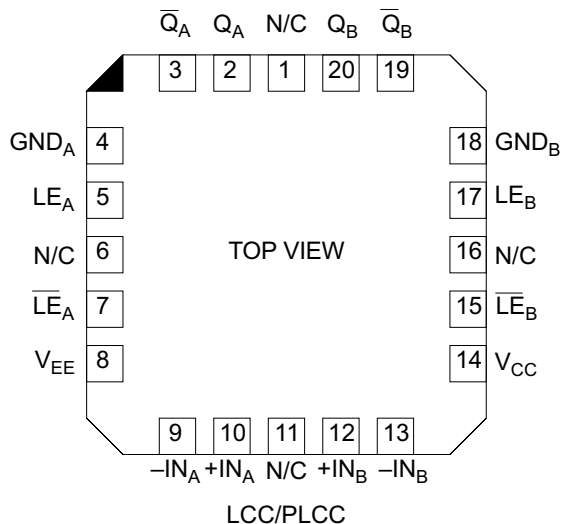 Q̅A QA N/C QB Q̅B
3 2 1 20 19
GNDA 4 18 GNDB
LEA 5 17 LEB
N/C 6 TOP VIEW 16 N/C
L̅E̅A 7 15 L̅E̅B
VEE 8 14 VCC
9 10 11 12 13
–INA +INA N/C +INB –INB
LCC/PLCC